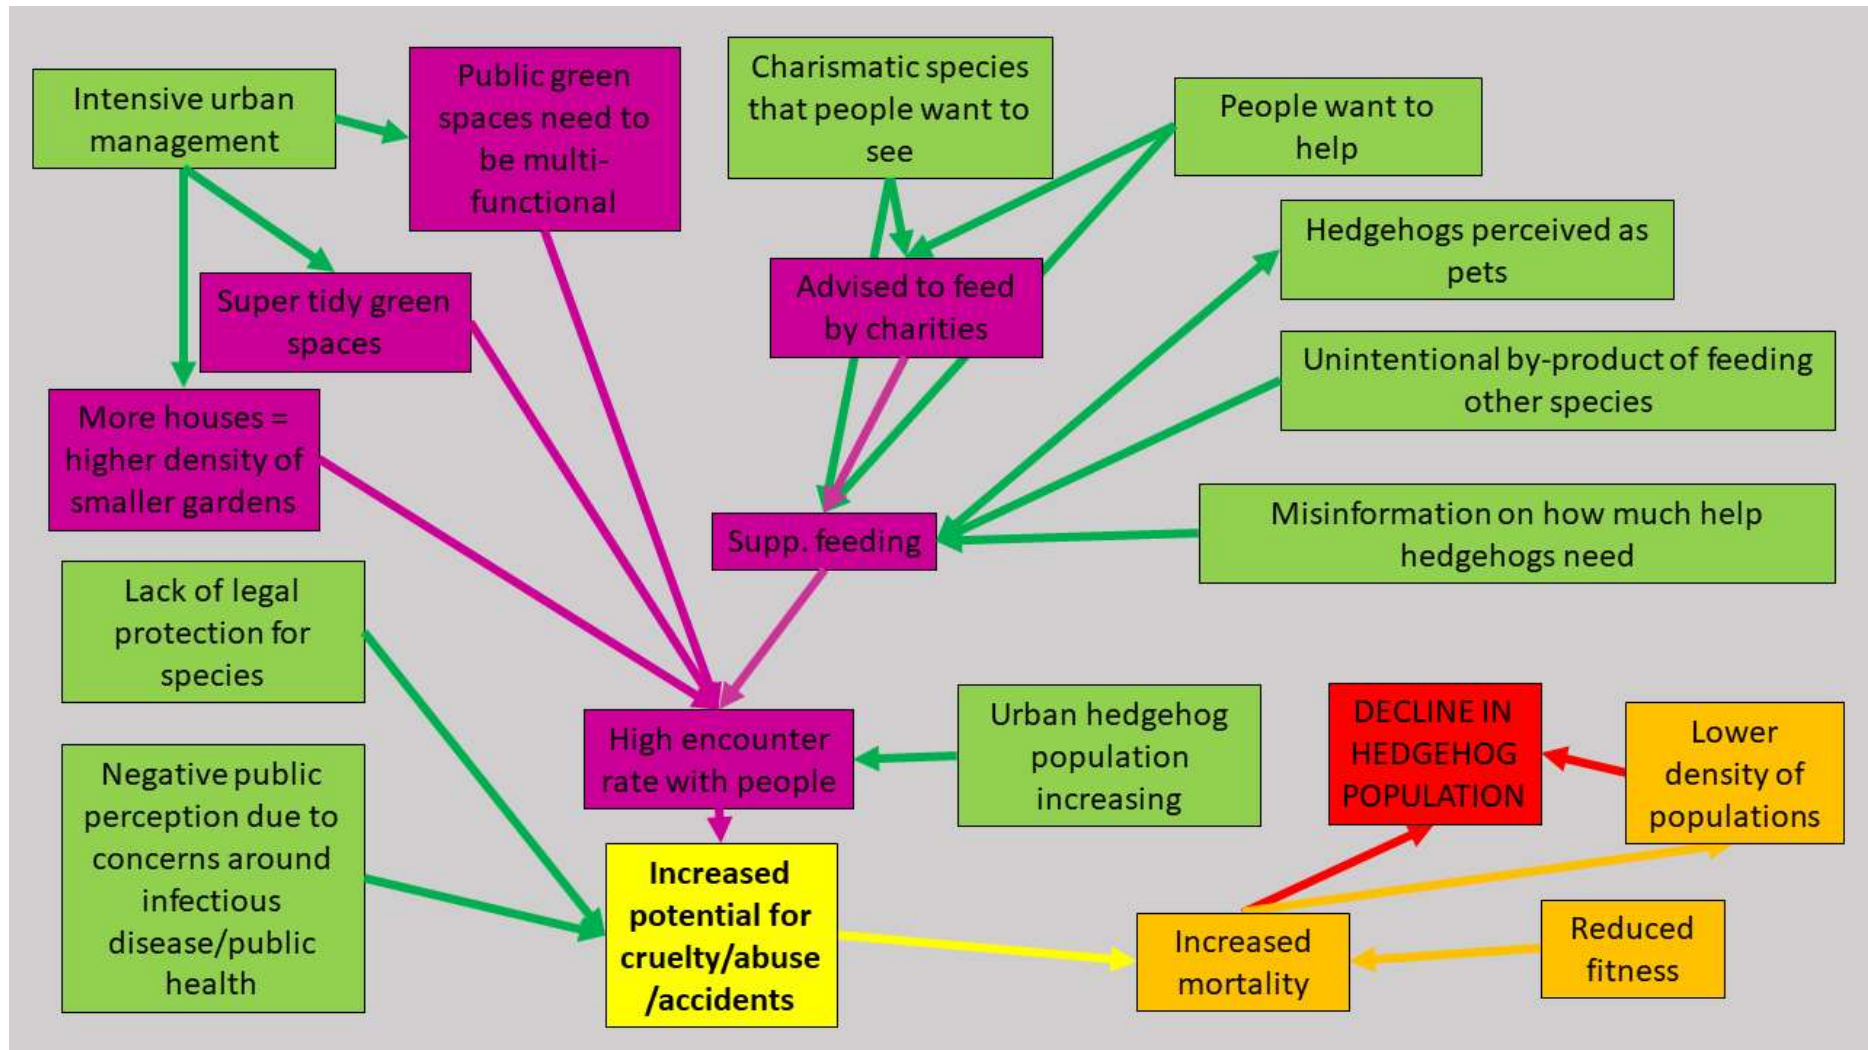 Intensive urban
management
Public green
spaces need to
be multi-
functional
Charismatic species
that people want to
see
People want to
help
Hedgehogs perceived as
pets
Super tidy green
spaces
Advised to feed
by charities
Unintentional by-product of feeding
other species
More houses =
higher density of
smaller gardens
Supp. feeding
Misinformation on how much help
hedgehogs need
Lack of legal
protection for
species
High encounter
rate with people
Urban hedgehog
population
increasing
DECLINE IN
HEDGEHOG
POPULATION
Lower
density of
populations
Negative public
perception due to
concerns around
infectious
disease/public
health
Increased
potential for
cruelty/abuse
/accidents
Increased
mortality
Reduced
fitness